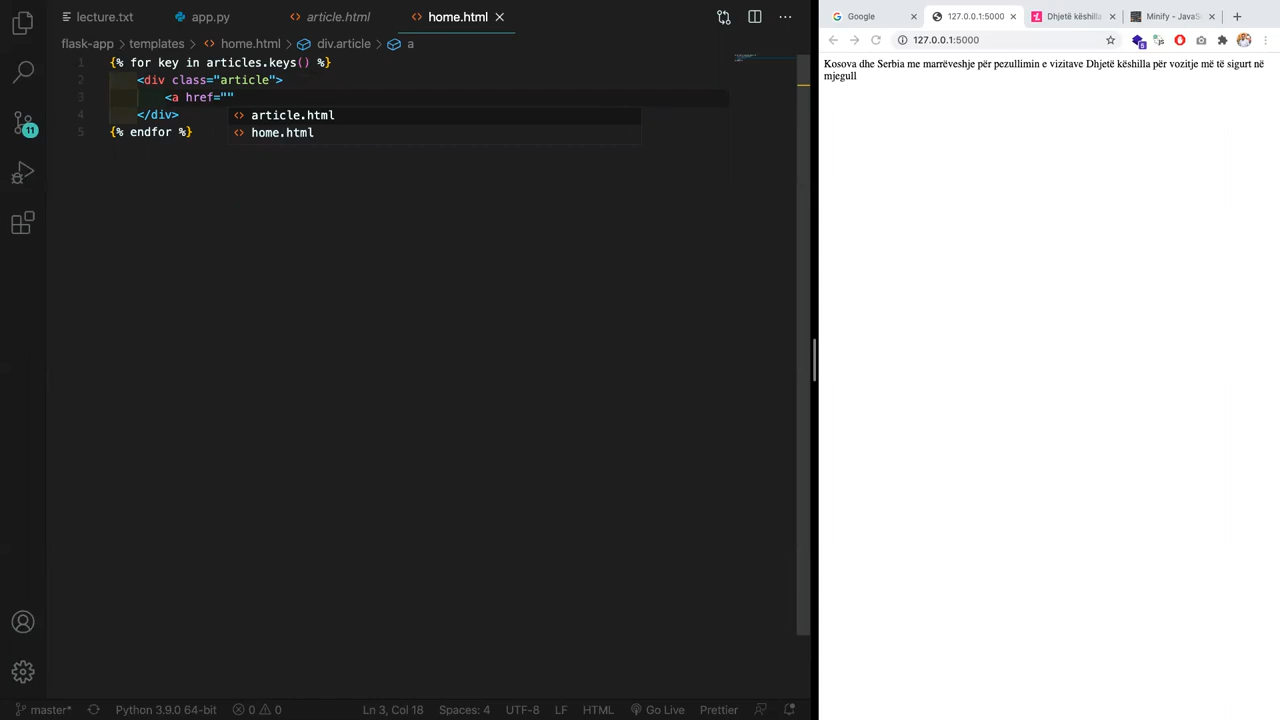 lecture.txt app.py article.html home.html
flask-app templates home.html div.article a
1 {% for key in articles.keys() %}
2 <div class="article">
3 <a href=""
4 </div>
5 {% endfor %}
article.html
home.html
11
master* Python 3.9.0 64-bit 0 0 Ln 3, Col 18 Spaces: 4 UTF-8 LF HTML Go Live Prettier
Google 127.0.0.1:5000 Dhjetë këshilla Minify - JavaS
127.0.0.1:5000
Kosova dhe Serbia me marrëveshje për pezullimin e vizitave Dhjetë këshilla për vozitje më të sigurt në
mjegull